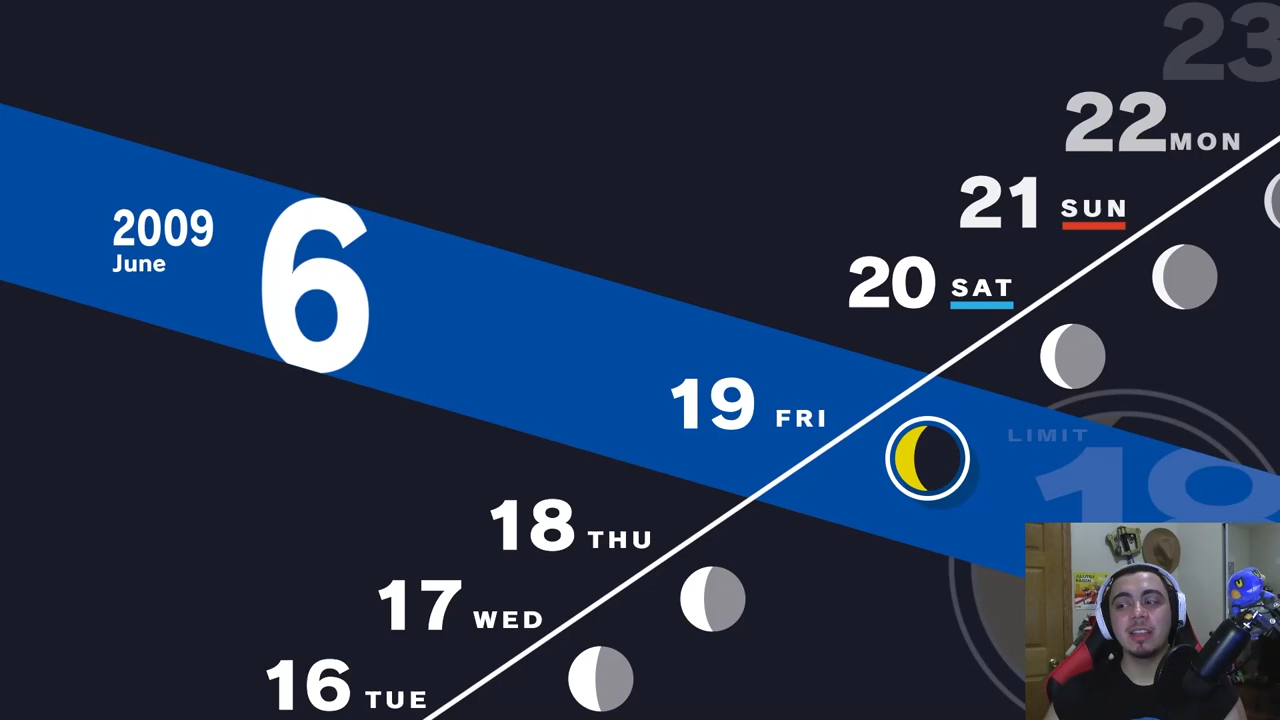 23
22 MON
21 SUN
20 SAT
2009
June
6
19 FRI
LIMIT
18 THU
17 WED
16 TUE